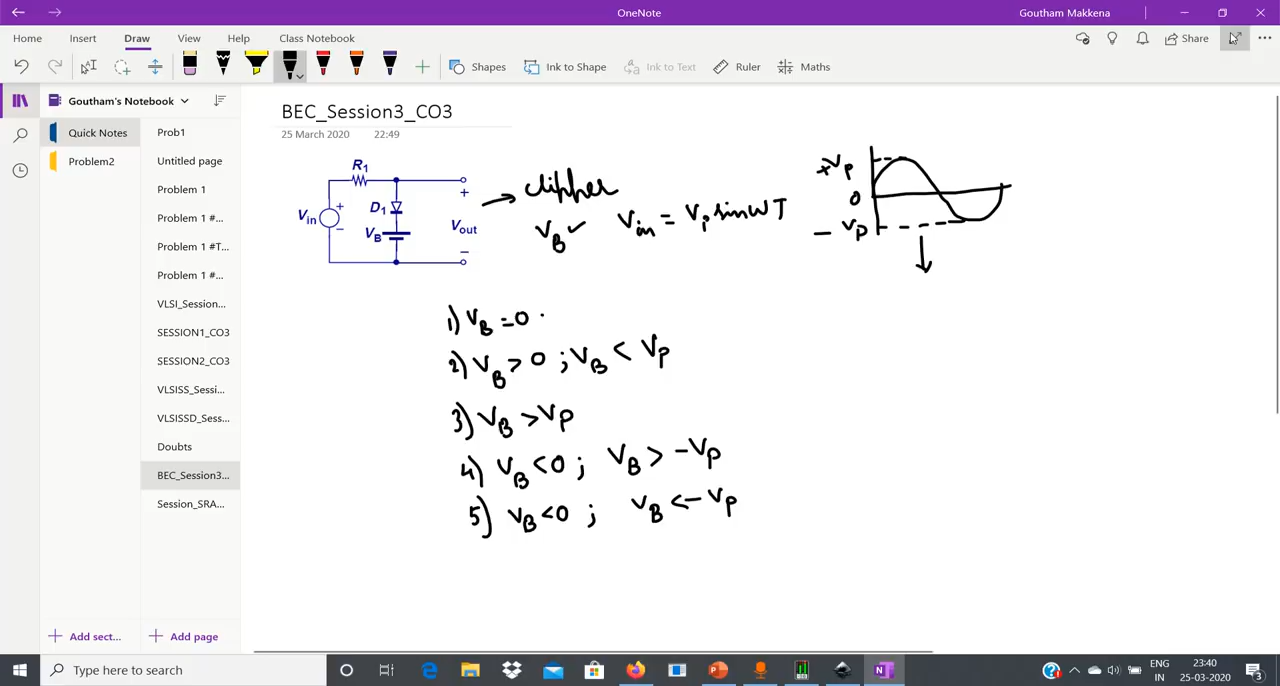 OneNote
Goutham Makkena
Home Insert Draw View Help Class Notebook
Share
Shapes Ink to Shape Ink to Text Ruler Maths
Goutham's Notebook
Quick Notes
Problem2
Prob1
Untitled page
Problem 1
Problem 1 #...
Problem 1 #T...
Problem 1 #...
VLSI_Session...
SESSION1_CO3
SESSION2_CO3
VLSISS_Sessi...
VLSISSD_Sess...
Doubts
BEC_Session3...
Session_SRA...
Add sect...
Add page
BEC_Session3_CO3
25 March 2020 22:49
R1
Vin
+
−
D1
VB
+
Vout
−
→ clipper
VB ✓ Vin = Vp sin WT
+Vp
0
− Vp
1) VB = 0
2) VB > 0 ; VB < Vp
3) VB > Vp
4) VB < 0 ; VB > −Vp
5) VB < 0 ; VB < −Vp
Type here to search
ENG
IN
23:40
25-03-2020
3